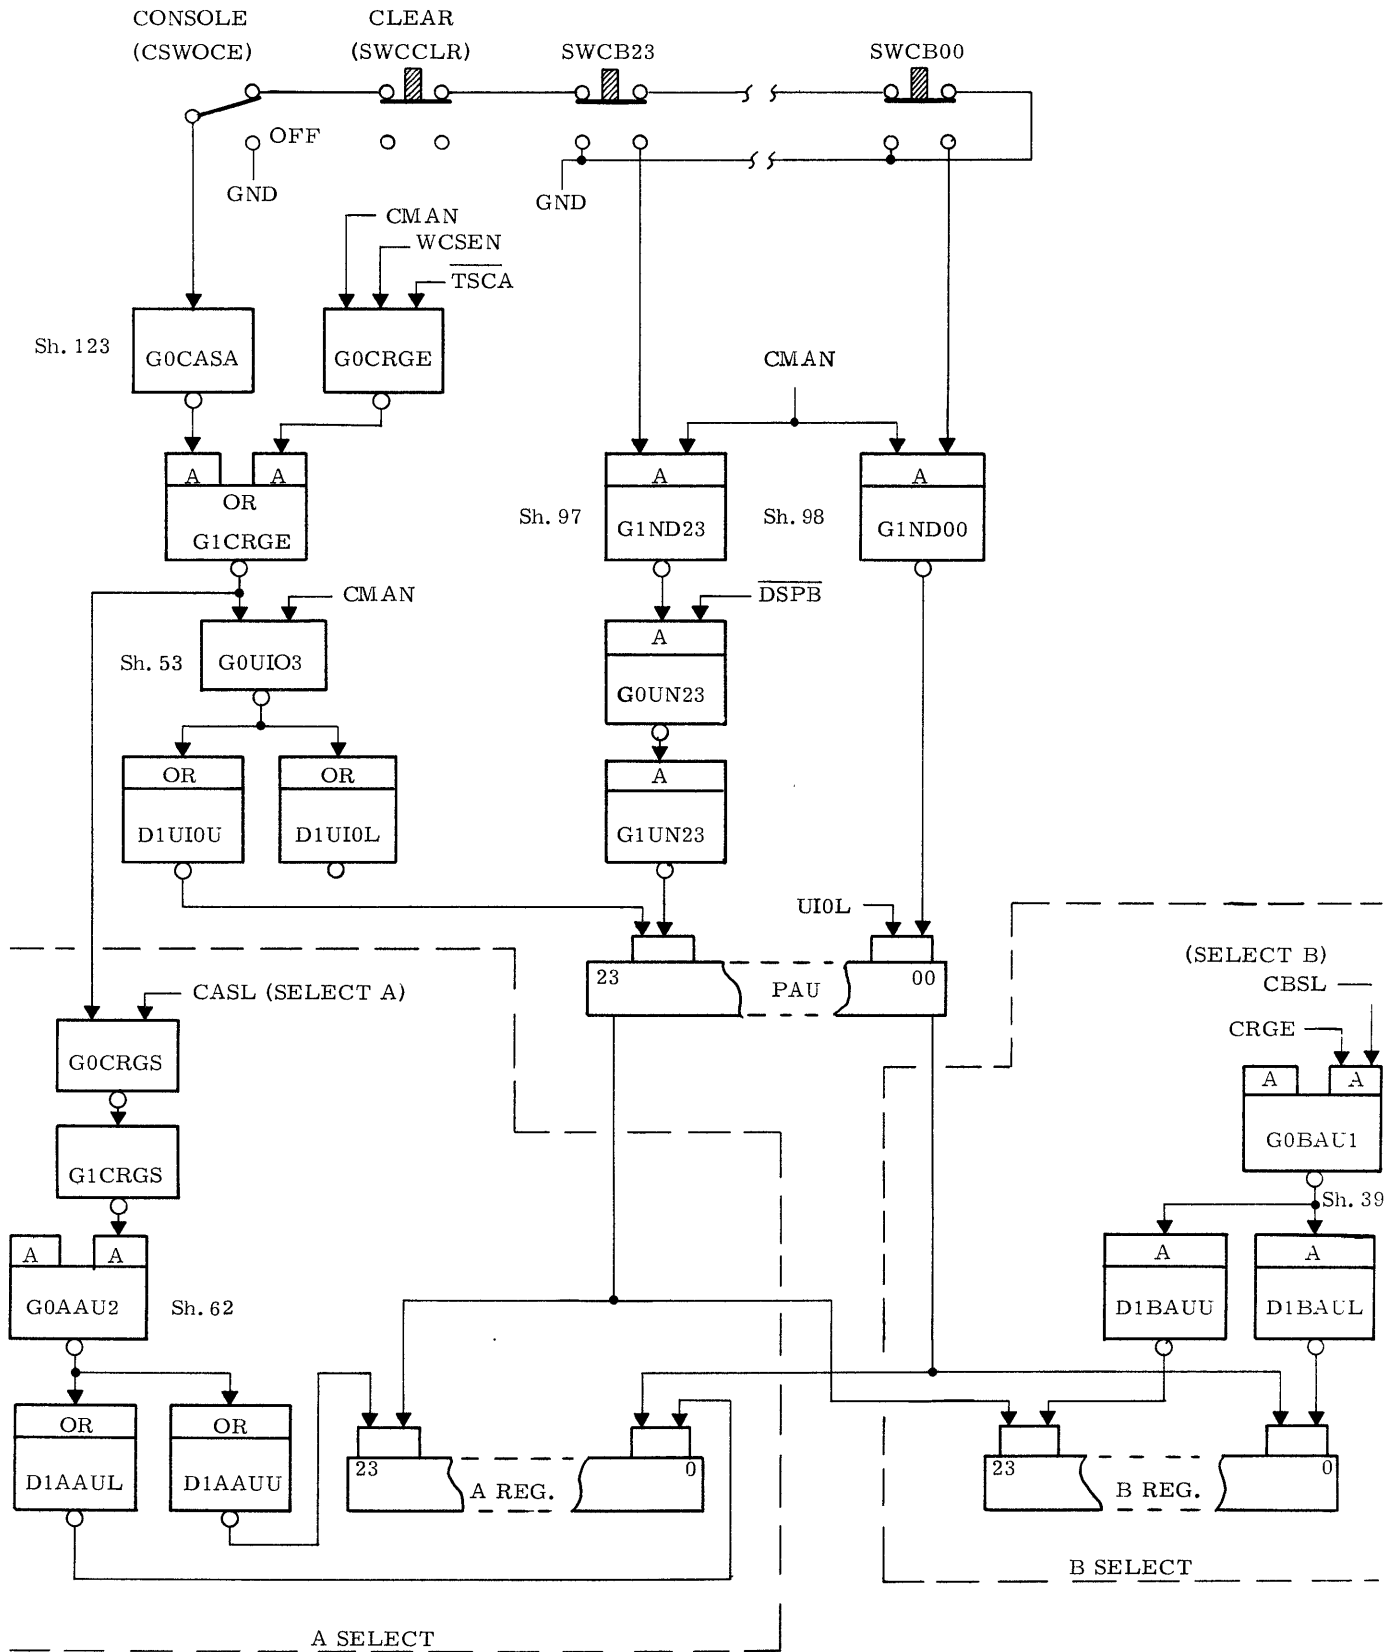 CONSOLE
(CSWOCE)
CLEAR
(SWCCLR)
SWCB23
SWCB00
OFF
GND
GND
CMAN
WCSEN
TSCA
Sh. 123
G0CASA
G0CRGE
CMAN
A
A
OR
G1CRGE
Sh. 97
A
G1ND23
Sh. 98
A
G1ND00
CMAN
DSPB
Sh. 53
G0UIO3
A
G0UN23
OR
D1UI0U
OR
D1UI0L
A
G1UN23
UI0L
23
PAU
00
(SELECT B)
CBSL
CASL (SELECT A)
CRGE
G0CRGS
A
A
G0BAU1
G1CRGS
Sh. 39
A
A
G0AAU2
Sh. 62
A
D1BAUU
A
D1BAUL
OR
D1AAUL
OR
D1AAUU
23
A REG.
0
23
B REG.
0
B SELECT
A SELECT